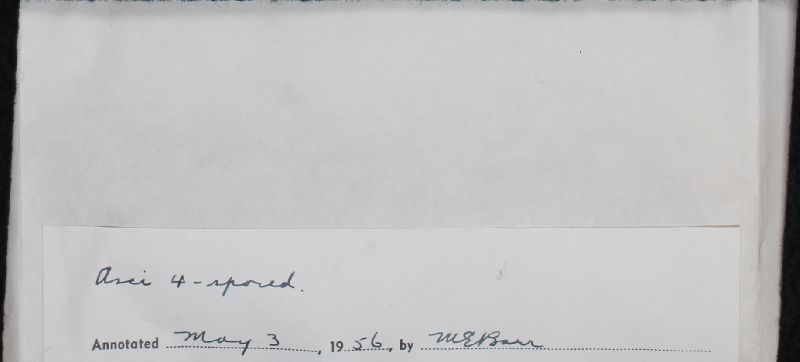 Asci 4-spored.
Annotated May 3, 1956, by M E Barr